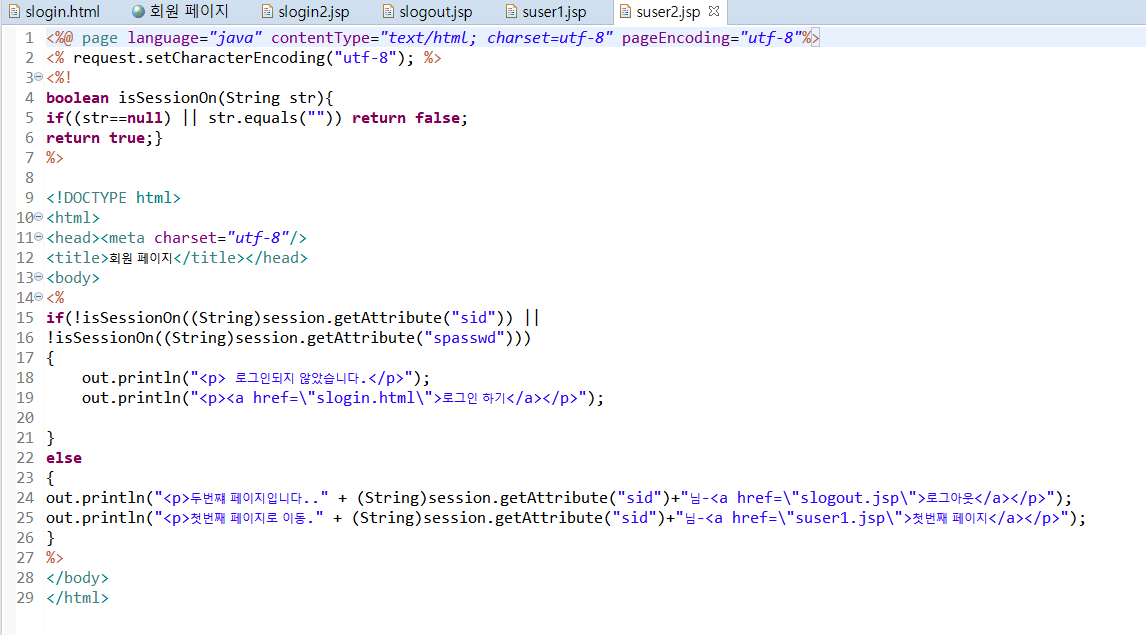 slogin.html 회원 페이지 slogin2.jsp slogout.jsp suser1.jsp suser2.jsp
1 <%@ page language="java" contentType="text/html; charset=utf-8" pageEncoding="utf-8"%>
2 <% request.setCharacterEncoding("utf-8"); %>
3 <%!
4 boolean isSessionOn(String str){
5 if((str==null) || str.equals("")) return false;
6 return true;}
7 %>
8
9 <!DOCTYPE html>
10 <html>
11 <head><meta charset="utf-8"/>
12 <title>회원 페이지</title></head>
13 <body>
14 <%
15 if(!isSessionOn((String)session.getAttribute("sid")) ||
16 !isSessionOn((String)session.getAttribute("spasswd")))
17 {
18     out.println("<p> 로그인되지 않았습니다.</p>");
19     out.println("<p><a href=\"slogin.html\">로그인 하기</a></p>");
20
21 }
22 else
23 {
24 out.println("<p>두번째 페이지입니다.." + (String)session.getAttribute("sid")+"님-<a href=\"slogout.jsp\">로그아웃</a></p>");
25 out.println("<p>첫번째 페이지로 이동." + (String)session.getAttribute("sid")+"님-<a href=\"suser1.jsp\">첫번째 페이지</a></p>");
26 }
27 %>
28 </body>
29 </html>